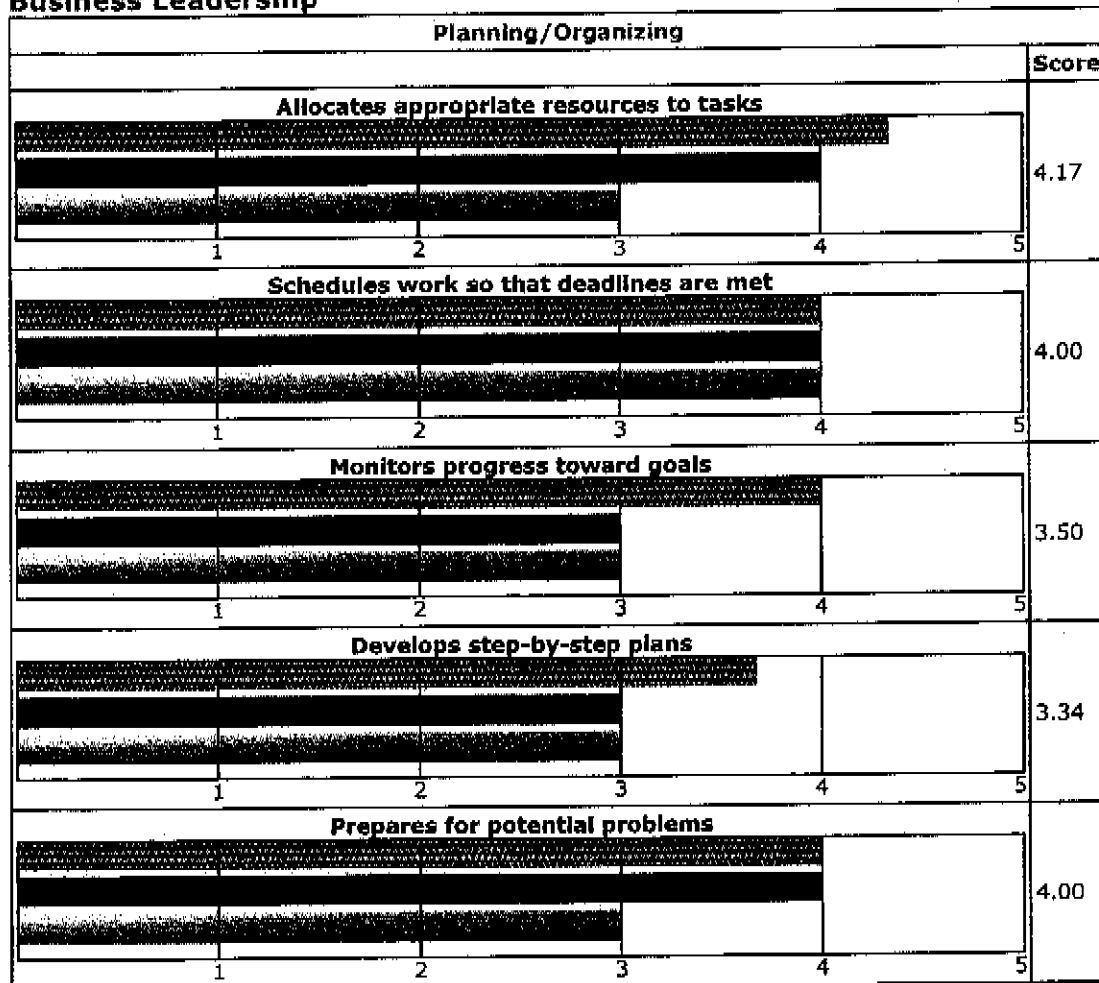 Business Leadership
Planning/Organizing
Score
Allocates appropriate resources to tasks
4.17
1 2 3 4 5
Schedules work so that deadlines are met
4.00
1 2 3 4 5
Monitors progress toward goals
3.50
1 2 3 4 5
Develops step-by-step plans
3.34
1 2 3 4 5
Prepares for potential problems
4.00
1 2 3 4 5